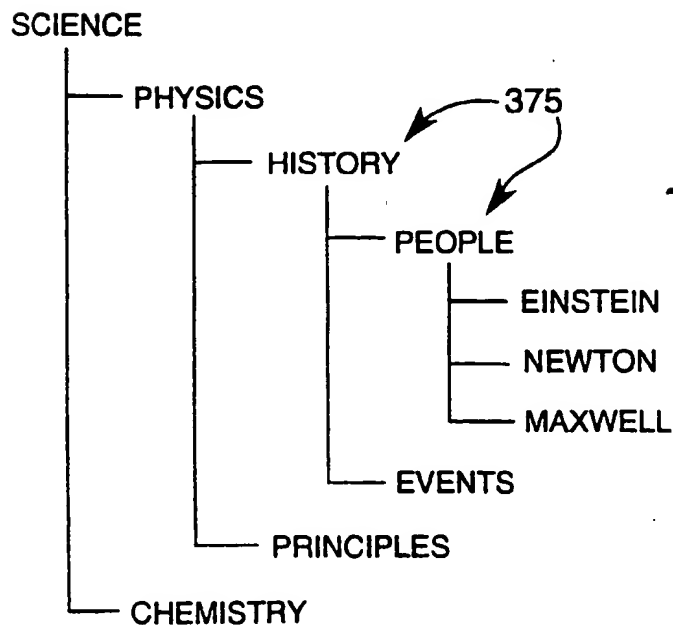 SCIENCE
PHYSICS
375
HISTORY
PEOPLE
EINSTEIN
NEWTON
MAXWELL
EVENTS
PRINCIPLES
CHEMISTRY